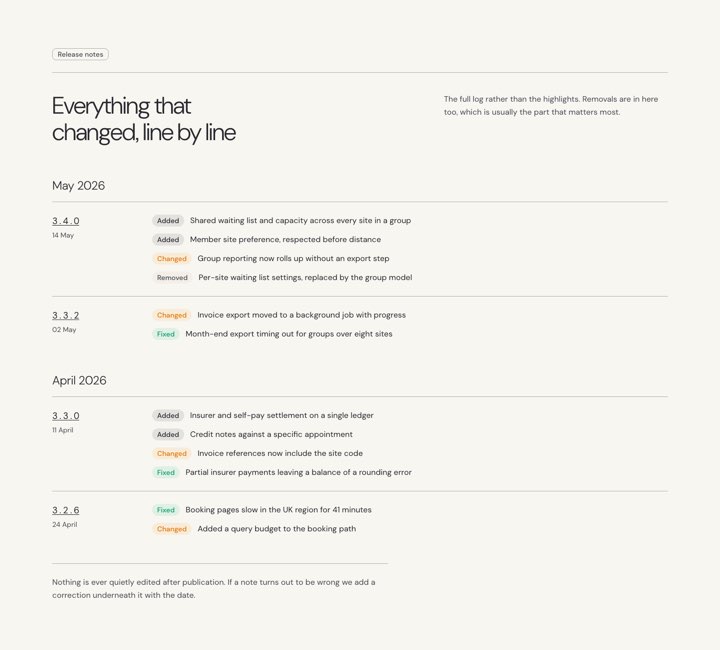 Release notes
Everything that
changed, line by line
The full log rather than the highlights. Removals are in here
too, which is usually the part that matters most.
May 2026
3.4.0
14 May
Added Shared waiting list and capacity across every site in a group
Added Member site preference, respected before distance
Changed Group reporting now rolls up without an export step
Removed Per-site waiting list settings, replaced by the group model
3.3.2
02 May
Changed Invoice export moved to a background job with progress
Fixed Month-end export timing out for groups over eight sites
April 2026
3.3.0
11 April
Added Insurer and self-pay settlement on a single ledger
Added Credit notes against a specific appointment
Changed Invoice references now include the site code
Fixed Partial insurer payments leaving a balance of a rounding error
3.2.6
24 April
Fixed Booking pages slow in the UK region for 41 minutes
Changed Added a query budget to the booking path
Nothing is ever quietly edited after publication. If a note turns out to be wrong we add a
correction underneath it with the date.